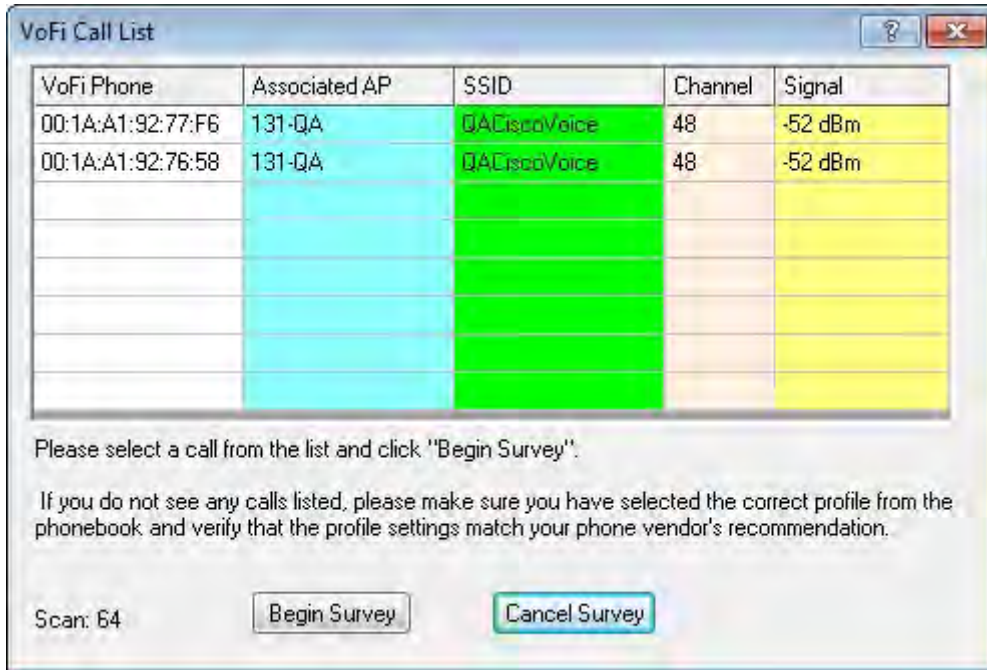 VoFi Call List
VoFi Phone Associated AP SSID Channel Signal
00:1A:A1:92:77:F6 131-QA QACiscoVoice 48 -52 dBm
00:1A:A1:92:76:58 131-QA QACiscoVoice 48 -52 dBm
Please select a call from the list and click "Begin Survey".
If you do not see any calls listed, please make sure you have selected the correct profile from the
phonebook and verify that the profile settings match your phone vendor's recommendation.
Scan: 64 Begin Survey Cancel Survey